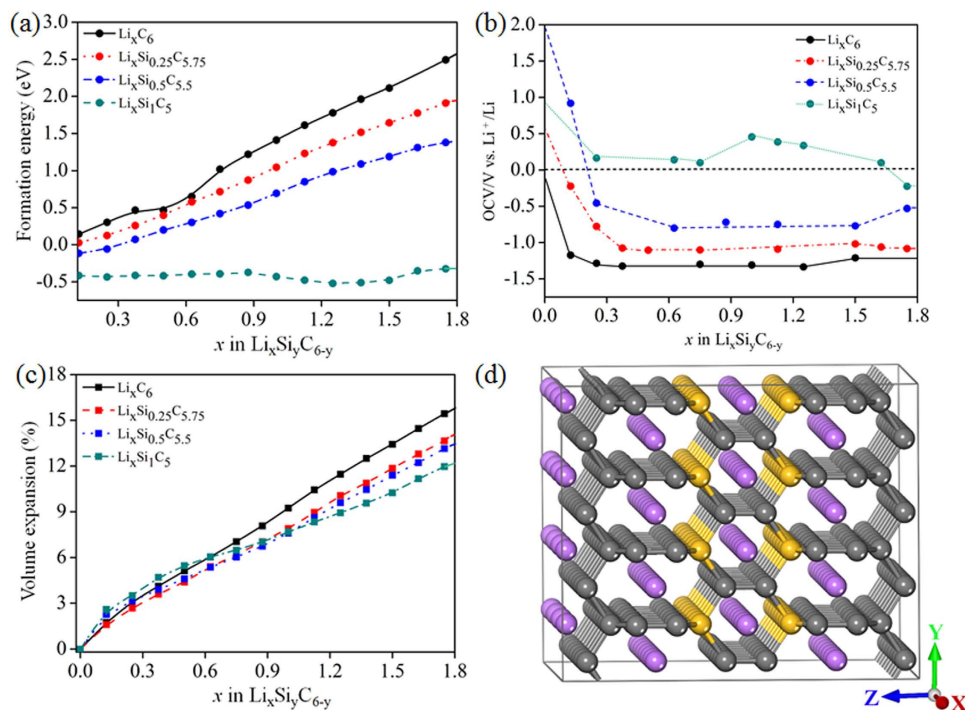 (a)
3.0
2.5
2.0
1.5
1.0
0.5
0.0
-0.5
Formation energy (eV)
LiₓC₆
LiₓSi₀.₂₅C₅.₇₅
LiₓSi₀.₅C₅.₅
LiₓSi₁C₅
0.3 0.6 0.9 1.2 1.5 1.8
x in LiₓSiᵧC₆₋ᵧ
(b)
2.0
1.5
1.0
0.5
0.0
-0.5
-1.0
-1.5
OCV/V vs. Li⁺/Li
LiₓC₆
LiₓSi₀.₂₅C₅.₇₅
LiₓSi₀.₅C₅.₅
LiₓSi₁C₅
0.0 0.3 0.6 0.9 1.2 1.5 1.8
x in LiₓSiᵧC₆₋ᵧ
(c)
18
15
12
9
6
3
0
Volume expansion (%)
LiₓC₆
LiₓSi₀.₂₅C₅.₇₅
LiₓSi₀.₅C₅.₅
LiₓSi₁C₅
0.0 0.3 0.6 0.9 1.2 1.5 1.8
x in LiₓSiᵧC₆₋ᵧ
(d)
Y
Z
X